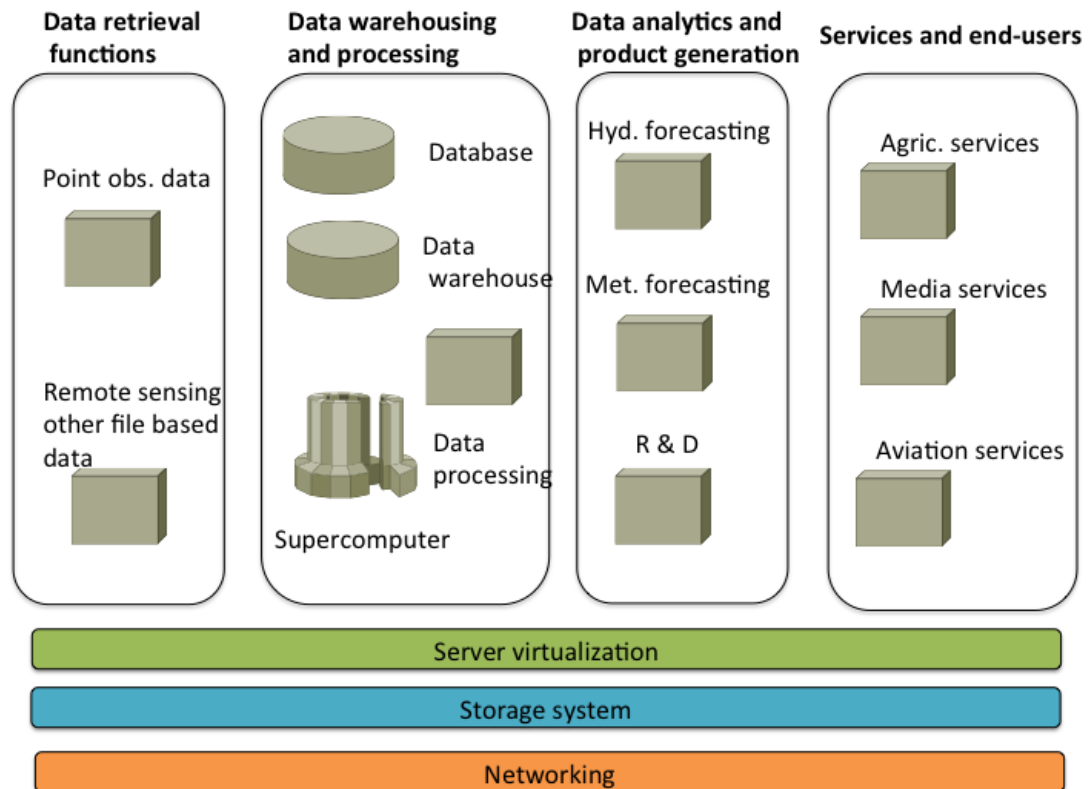 Data retrieval
functions
Data warehousing
and processing
Data analytics and
product generation
Services and end-users
Point obs. data
Remote sensing
other file based
data
Database
Data
warehouse
Data
processing
Supercomputer
Hyd. forecasting
Met. forecasting
R & D
Agric. services
Media services
Aviation services
Server virtualization
Storage system
Networking